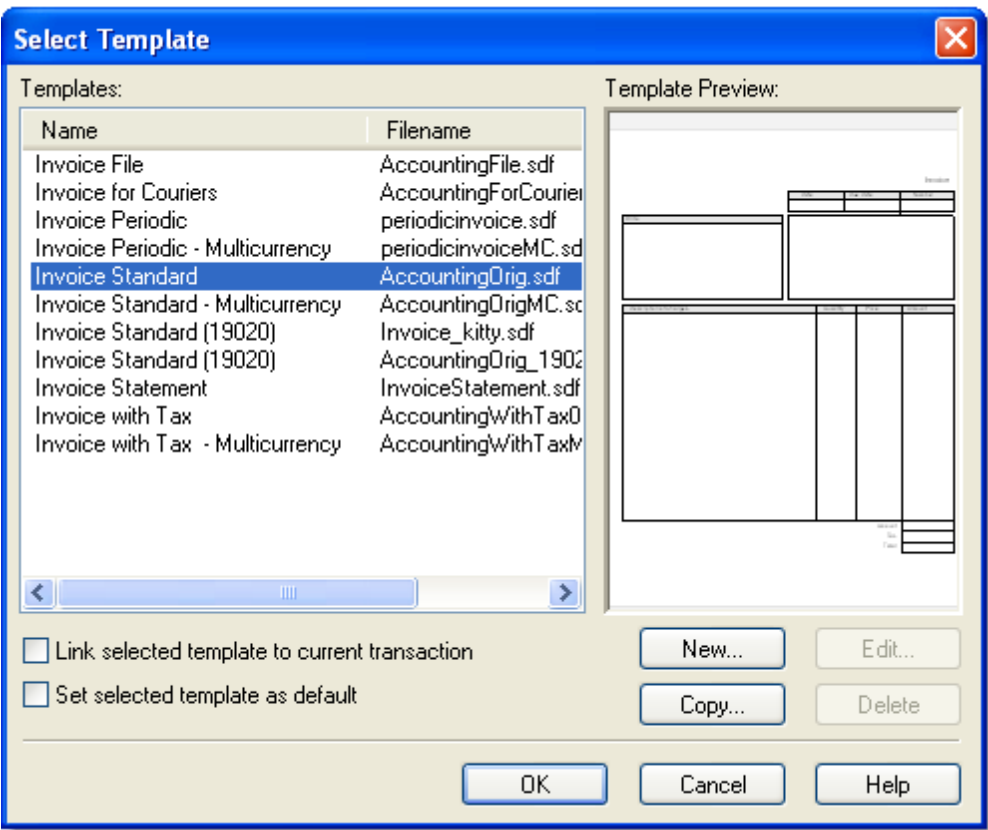 Select Template
Templates:
Template Preview:
Name Filename
Invoice File AccountingFile.sdf
Invoice for Couriers AccountingForCourier
Invoice Periodic periodicinvoice.sdf
Invoice Periodic - Multicurrency periodicinvoiceMC.sd
Invoice Standard AccountingOrig.sdf
Invoice Standard - Multicurrency AccountingOrigMC.sd
Invoice Standard (19020) Invoice_kitty.sdf
Invoice Standard (19020) AccountingOrig_1902
Invoice Statement InvoiceStatement.sdf
Invoice with Tax AccountingWithTax0
Invoice with Tax - Multicurrency AccountingWithTaxM
Invoice
Link selected template to current transaction
Set selected template as default
New... Edit...
Copy... Delete
OK Cancel Help